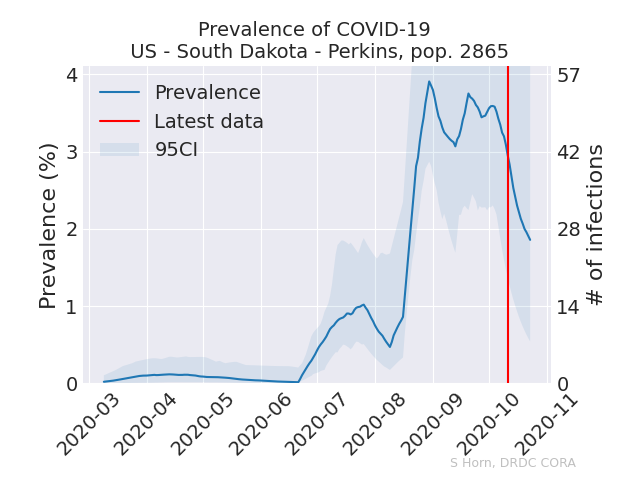 Prevalence of COVID-19
US - South Dakota - Perkins, pop. 2865
Prevalence
Latest data
95CI
Prevalence (%)
4
3
2
1
0
57
42
28
14
0
# of infections
2020-03
2020-04
2020-05
2020-06
2020-07
2020-08
2020-09
2020-10
2020-11
S Horn, DRDC CORA